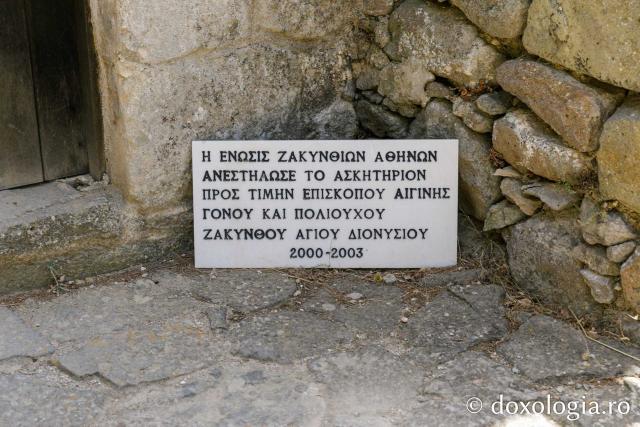 Η ΕΝΩΣΙΣ ΖΑΚΥΝΘΙΩΝ ΑΘΗΝΩΝ
ΑΝΕΣΤΗΛΩΣΕ ΤΟ ΑΣΚΗΤΗΡΙΟΝ
ΠΡΟΣ ΤΙΜΗΝ ΕΠΙΣΚΟΠΟΥ ΑΙΓΙΝΗΣ
ΓΟΝΟΥ ΚΑΙ ΠΟΛΙΟΥΧΟΥ
ΖΑΚΥΝΘΟΥ ΑΓΙΟΥ ΔΙΟΝΥΣΙΟΥ
2000-2003
© doxologia.ro